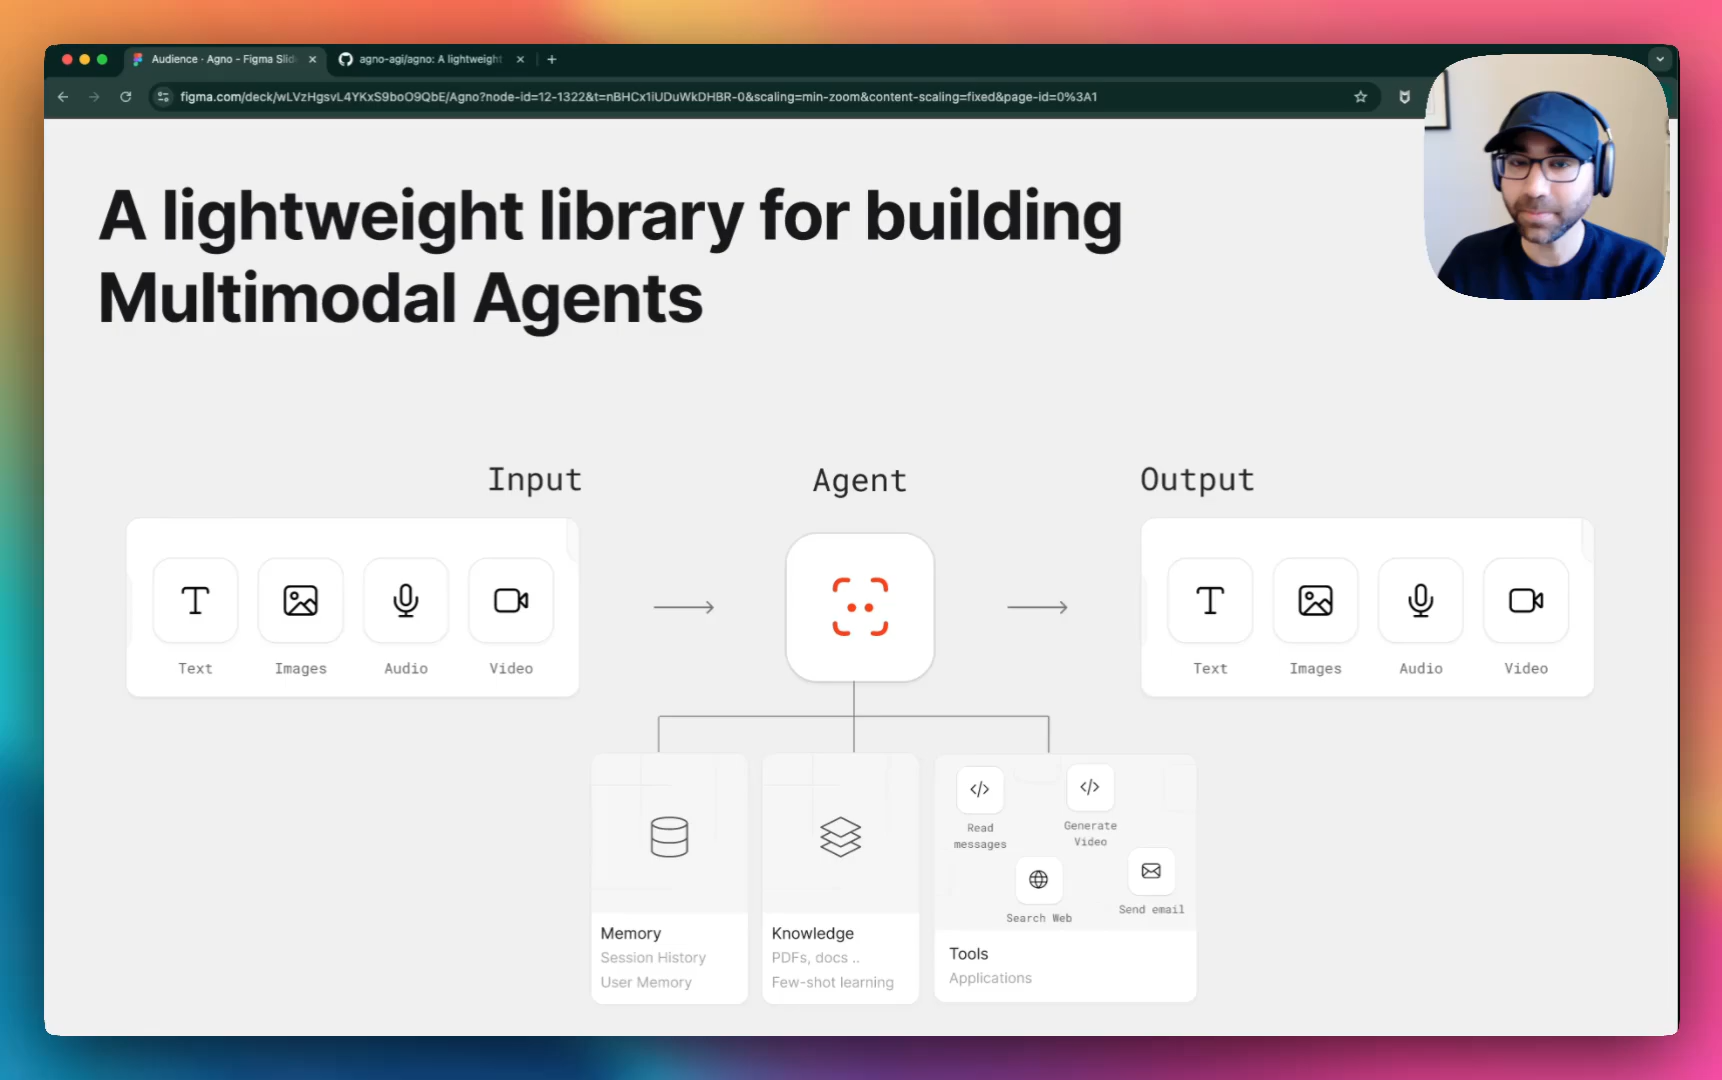 Audience · Agno - Figma Slid
agno-agi/agno: A lightweight
figma.com/deck/wLVzHgsvL4YKxS9boO9QbE/Agno?node-id=12-1322&t=nBHCx1iUDuWkDHBR-0&scaling=min-zoom&content-scaling=fixed&page-id=0%3A1
A lightweight library for building
Multimodal Agents
Input
Agent
Output
Text
Images
Audio
Video
Text
Images
Audio
Video
Read
messages
Generate
Video
Search Web
Send email
Memory
Session History
User Memory
Knowledge
PDFs, docs ..
Few-shot learning
Tools
Applications